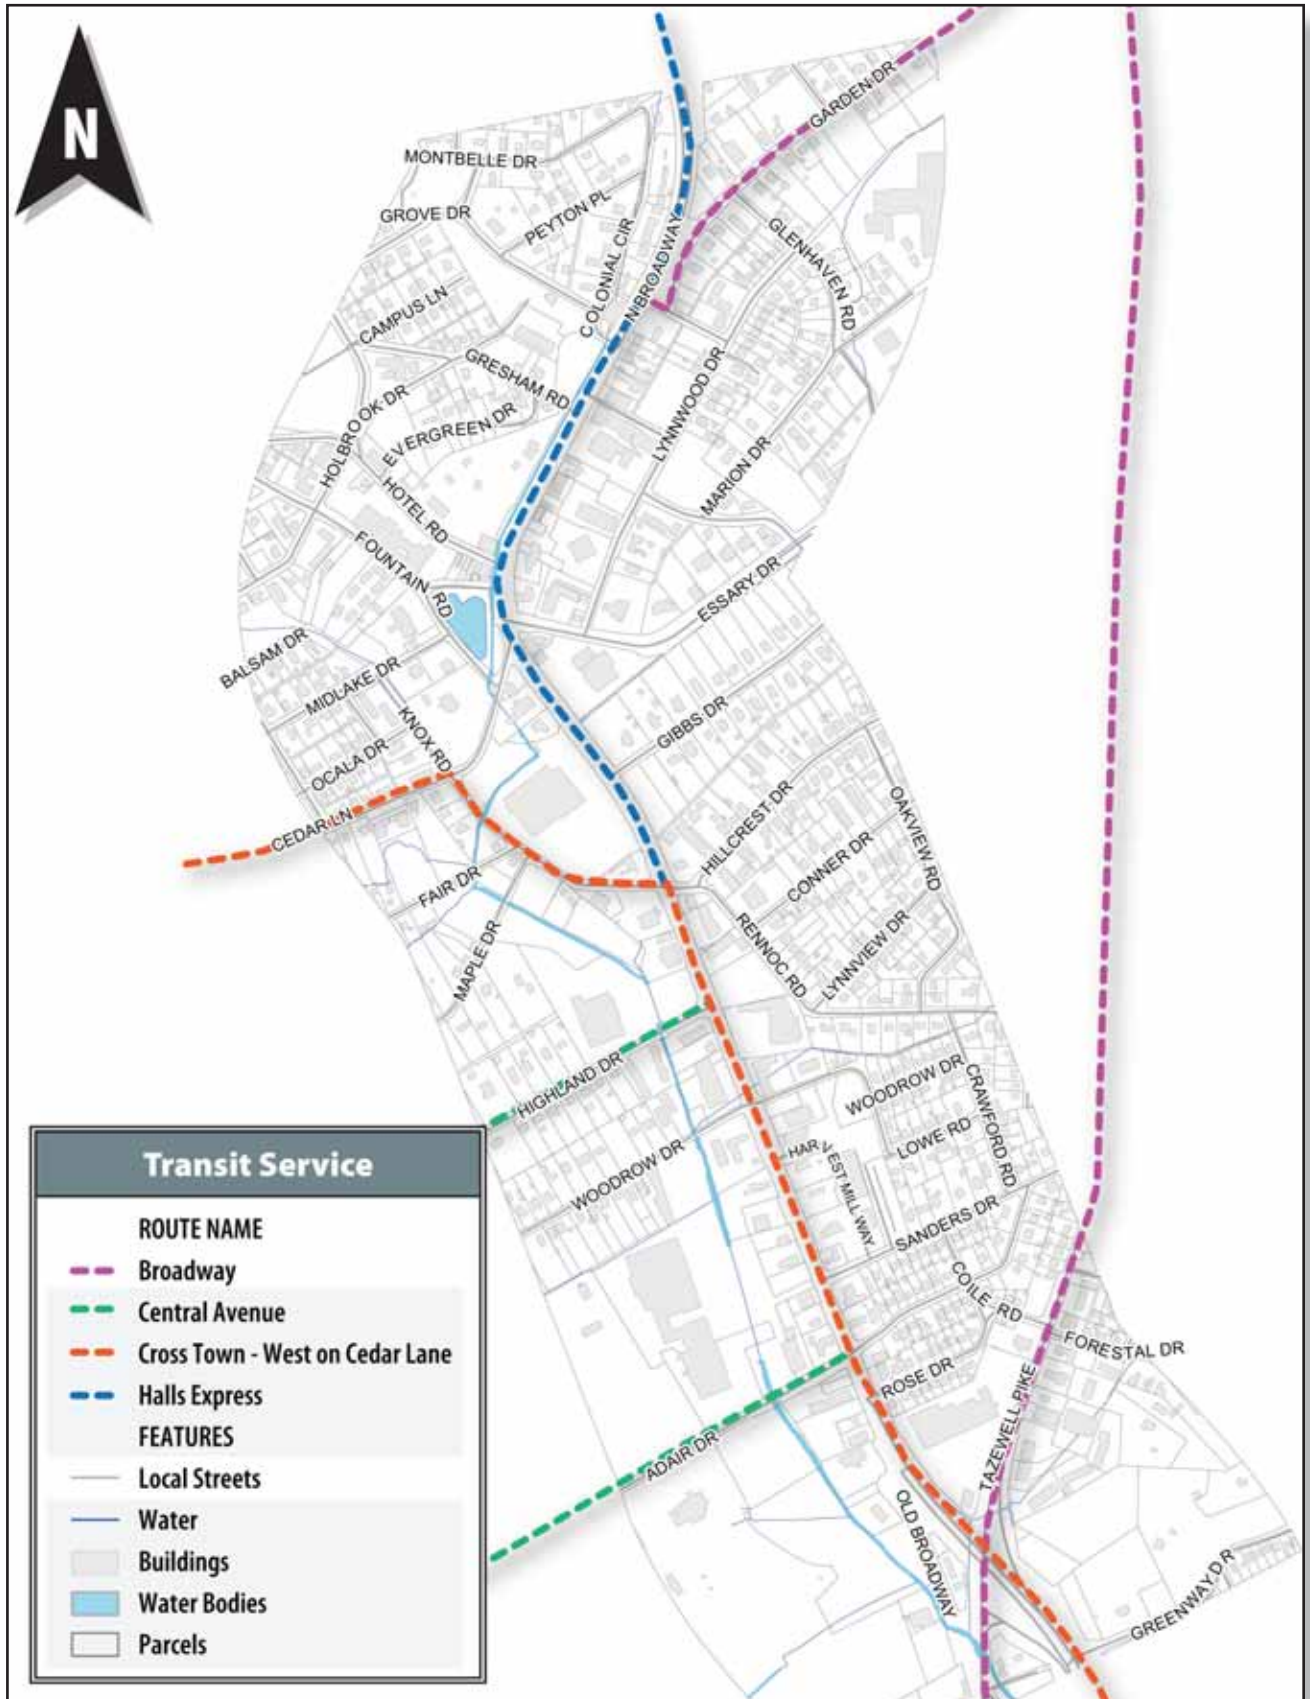 N
GARDEN DR
MONTBELLE DR
GROVE DR
PEYTON PL
COLONIAL CIR
N BROADWAY
GLENHAVEN RD
CAMPUS LN
GRESHAM RD
LYNNWOOD DR
HOLBROOK DR
EVERGREEN DR
MARION DR
HOTEL RD
FOUNTAIN RD
ESSARY DR
BALSAM DR
MIDLAKE DR
KNOX RD
GIBBS DR
OCALA DR
CEDAR LN
HILLCREST DR
OAKVIEW RD
CONNER DR
FAIR DR
MAPLE DR
RENNOC RD
LYNNVIEW DR
HIGHLAND DR
WOODROW DR
CRAWFORD RD
LOWE RD
WOODROW DR
HARVEST MILL WAY
SANDERS DR
COILE RD
FORESTAL DR
ROSE DR
TAZEWELL PIKE
ADAIR DR
OLD BROADWAY
GREENWAY DR
Transit Service
ROUTE NAME
Broadway
Central Avenue
Cross Town - West on Cedar Lane
Halls Express
FEATURES
Local Streets
Water
Buildings
Water Bodies
Parcels